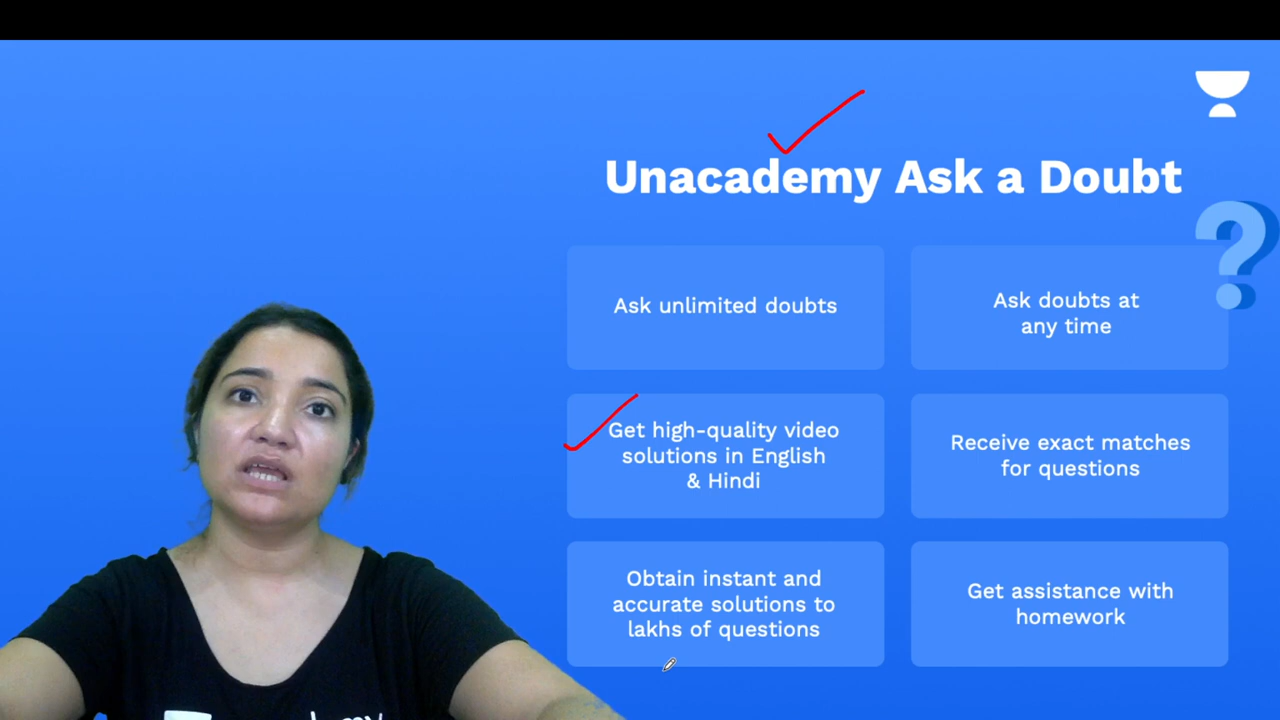 Unacademy Ask a Doubt
Ask unlimited doubts
Ask doubts at
any time
Get high-quality video
solutions in English
& Hindi
Receive exact matches
for questions
Obtain instant and
accurate solutions to
lakhs of questions
Get assistance with
homework